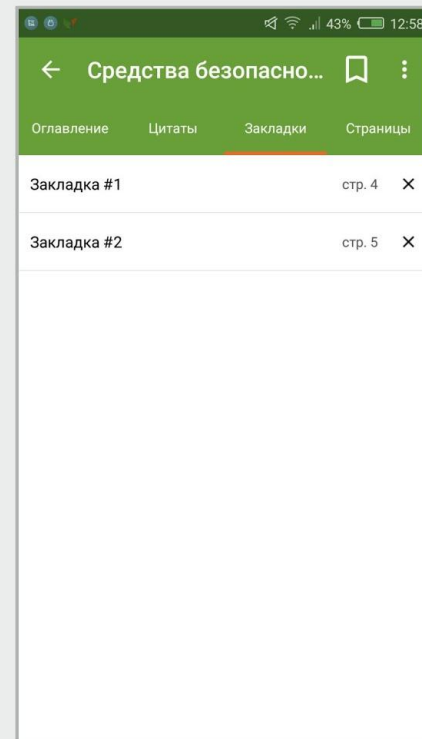 43% 12:58
Средства безопасно...
Оглавление Цитаты Закладки Страницы
Закладка #1 стр. 4
Закладка #2 стр. 5